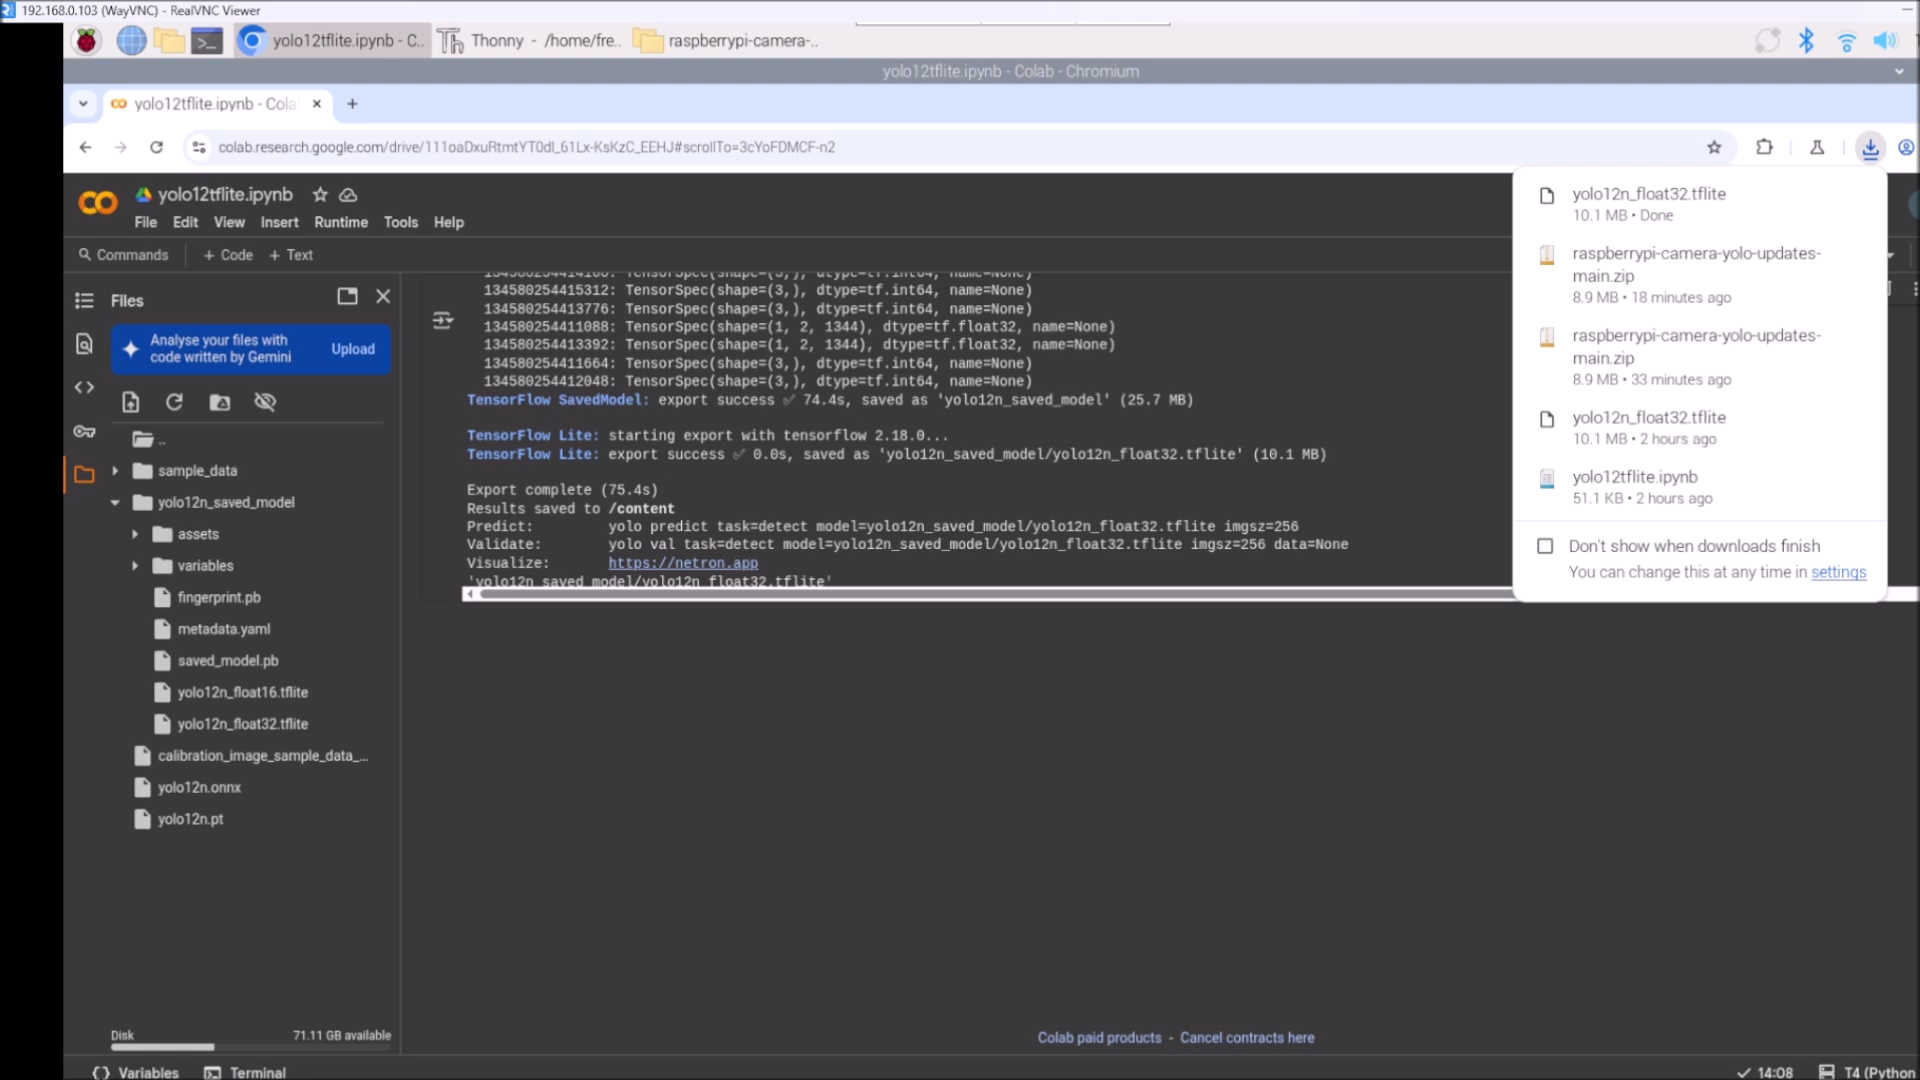 192.168.0.103 (WayVNC) - RealVNC Viewer
yolo12tflite.ipynb - C..
Thonny - /home/fre..
raspberrypi-camera-..
yolo12tflite.ipynb - Colab - Chromium
yolo12tflite.ipynb - Cola
colab.research.google.com/drive/111oaDxuRtmtYT0dI_61Lx-KsKzC_EEHJ#scrollTo=3cYoFDMCF-n2
yolo12tflite.ipynb
File Edit View Insert Runtime Tools Help
Commands + Code + Text
Files
Analyse your files with
code written by Gemini
Upload
..
sample_data
yolo12n_saved_model
assets
variables
fingerprint.pb
metadata.yaml
saved_model.pb
yolo12n_float16.tflite
yolo12n_float32.tflite
calibration_image_sample_data_...
yolo12n.onnx
yolo12n.pt
Disk 71.11 GB available
134580254414160: TensorSpec(shape=(3,), dtype=tf.int64, name=None)
134580254415312: TensorSpec(shape=(3,), dtype=tf.int64, name=None)
134580254413776: TensorSpec(shape=(3,), dtype=tf.int64, name=None)
134580254411088: TensorSpec(shape=(1, 2, 1344), dtype=tf.float32, name=None)
134580254413392: TensorSpec(shape=(1, 2, 1344), dtype=tf.float32, name=None)
134580254411664: TensorSpec(shape=(3,), dtype=tf.int64, name=None)
134580254412048: TensorSpec(shape=(3,), dtype=tf.int64, name=None)
TensorFlow SavedModel: export success ✅ 74.4s, saved as 'yolo12n_saved_model' (25.7 MB)
TensorFlow Lite: starting export with tensorflow 2.18.0...
TensorFlow Lite: export success ✅ 0.0s, saved as 'yolo12n_saved_model/yolo12n_float32.tflite' (10.1 MB)
Export complete (75.4s)
Results saved to /content
Predict: yolo predict task=detect model=yolo12n_saved_model/yolo12n_float32.tflite imgsz=256
Validate: yolo val task=detect model=yolo12n_saved_model/yolo12n_float32.tflite imgsz=256 data=None
Visualize: https://netron.app
'yolo12n_saved_model/yolo12n_float32.tflite'
yolo12n_float32.tflite
10.1 MB • Done
raspberrypi-camera-yolo-updates-
main.zip
8.9 MB • 18 minutes ago
raspberrypi-camera-yolo-updates-
main.zip
8.9 MB • 33 minutes ago
yolo12n_float32.tflite
10.1 MB • 2 hours ago
yolo12tflite.ipynb
51.1 KB • 2 hours ago
Don't show when downloads finish
You can change this at any time in settings
Colab paid products - Cancel contracts here
Variables Terminal
14:08 T4 (Python